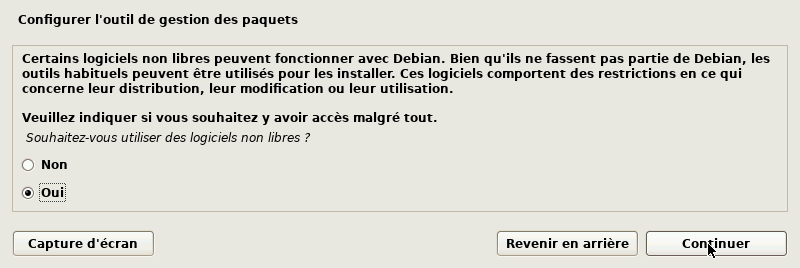 Configurer l'outil de gestion des paquets
Certains logiciels non libres peuvent fonctionner avec Debian. Bien qu'ils ne fassent pas partie de Debian, les
outils habituels peuvent être utilisés pour les installer. Ces logiciels comportent des restrictions en ce qui
concerne leur distribution, leur modification ou leur utilisation.
Veuillez indiquer si vous souhaitez y avoir accès malgré tout.
Souhaitez-vous utiliser des logiciels non libres ?
Non
Oui
Capture d'écran
Revenir en arrière
Continuer